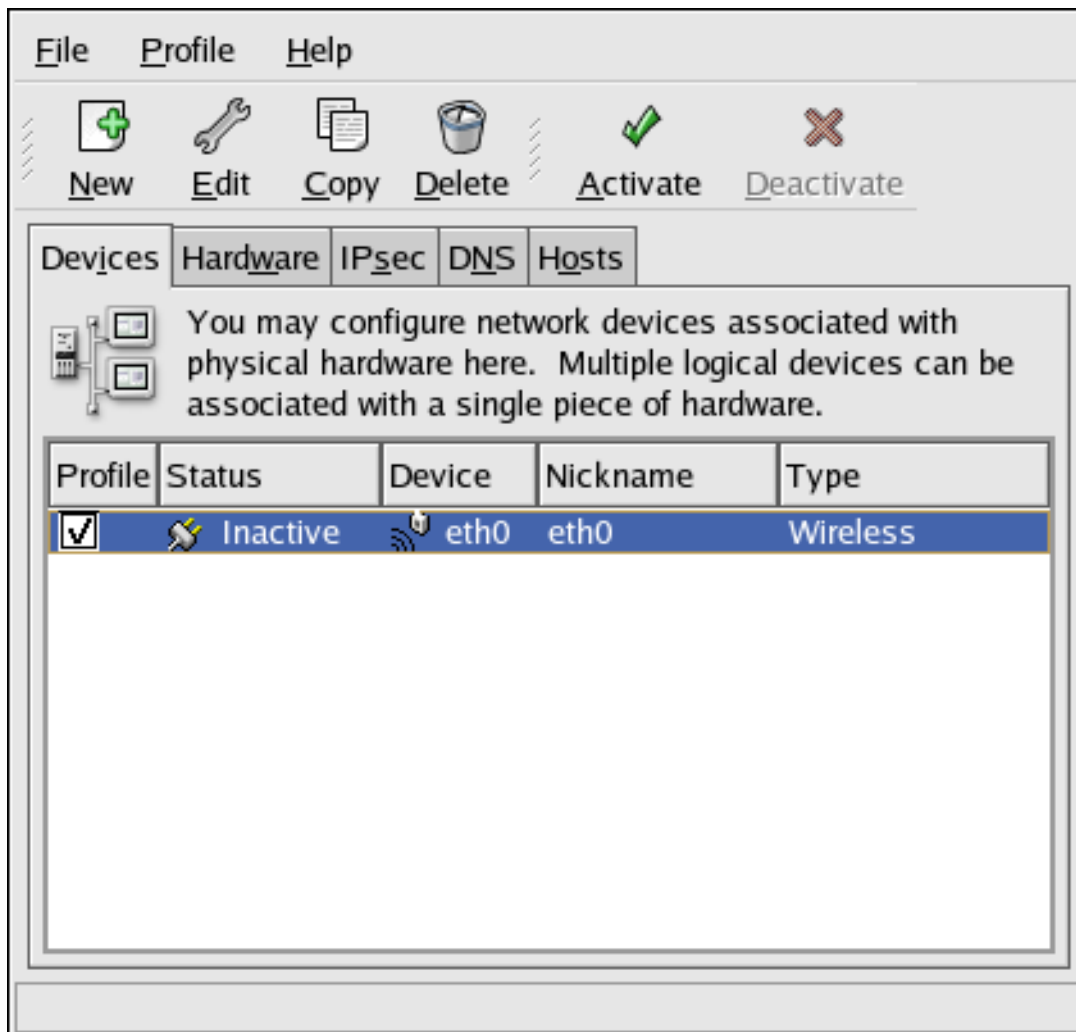 File Profile Help
New Edit Copy Delete Activate Deactivate
Devices Hardware IPsec DNS Hosts
You may configure network devices associated with
physical hardware here.  Multiple logical devices can be
associated with a single piece of hardware.
Profile Status Device Nickname Type
Inactive eth0 eth0 Wireless